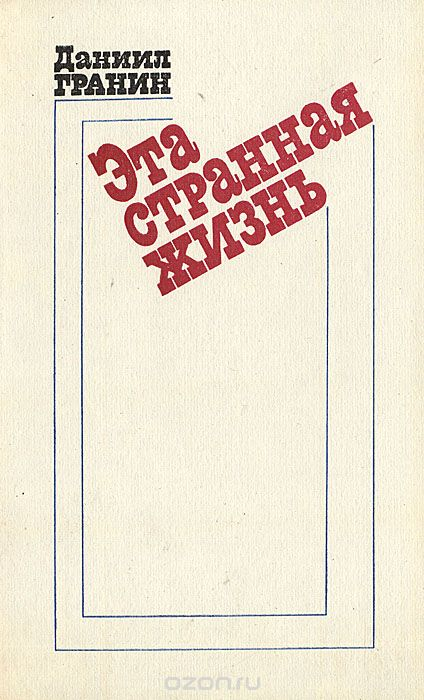 Даниил
ГРАНИН
Эта
странная
жизнь
ozon.ru